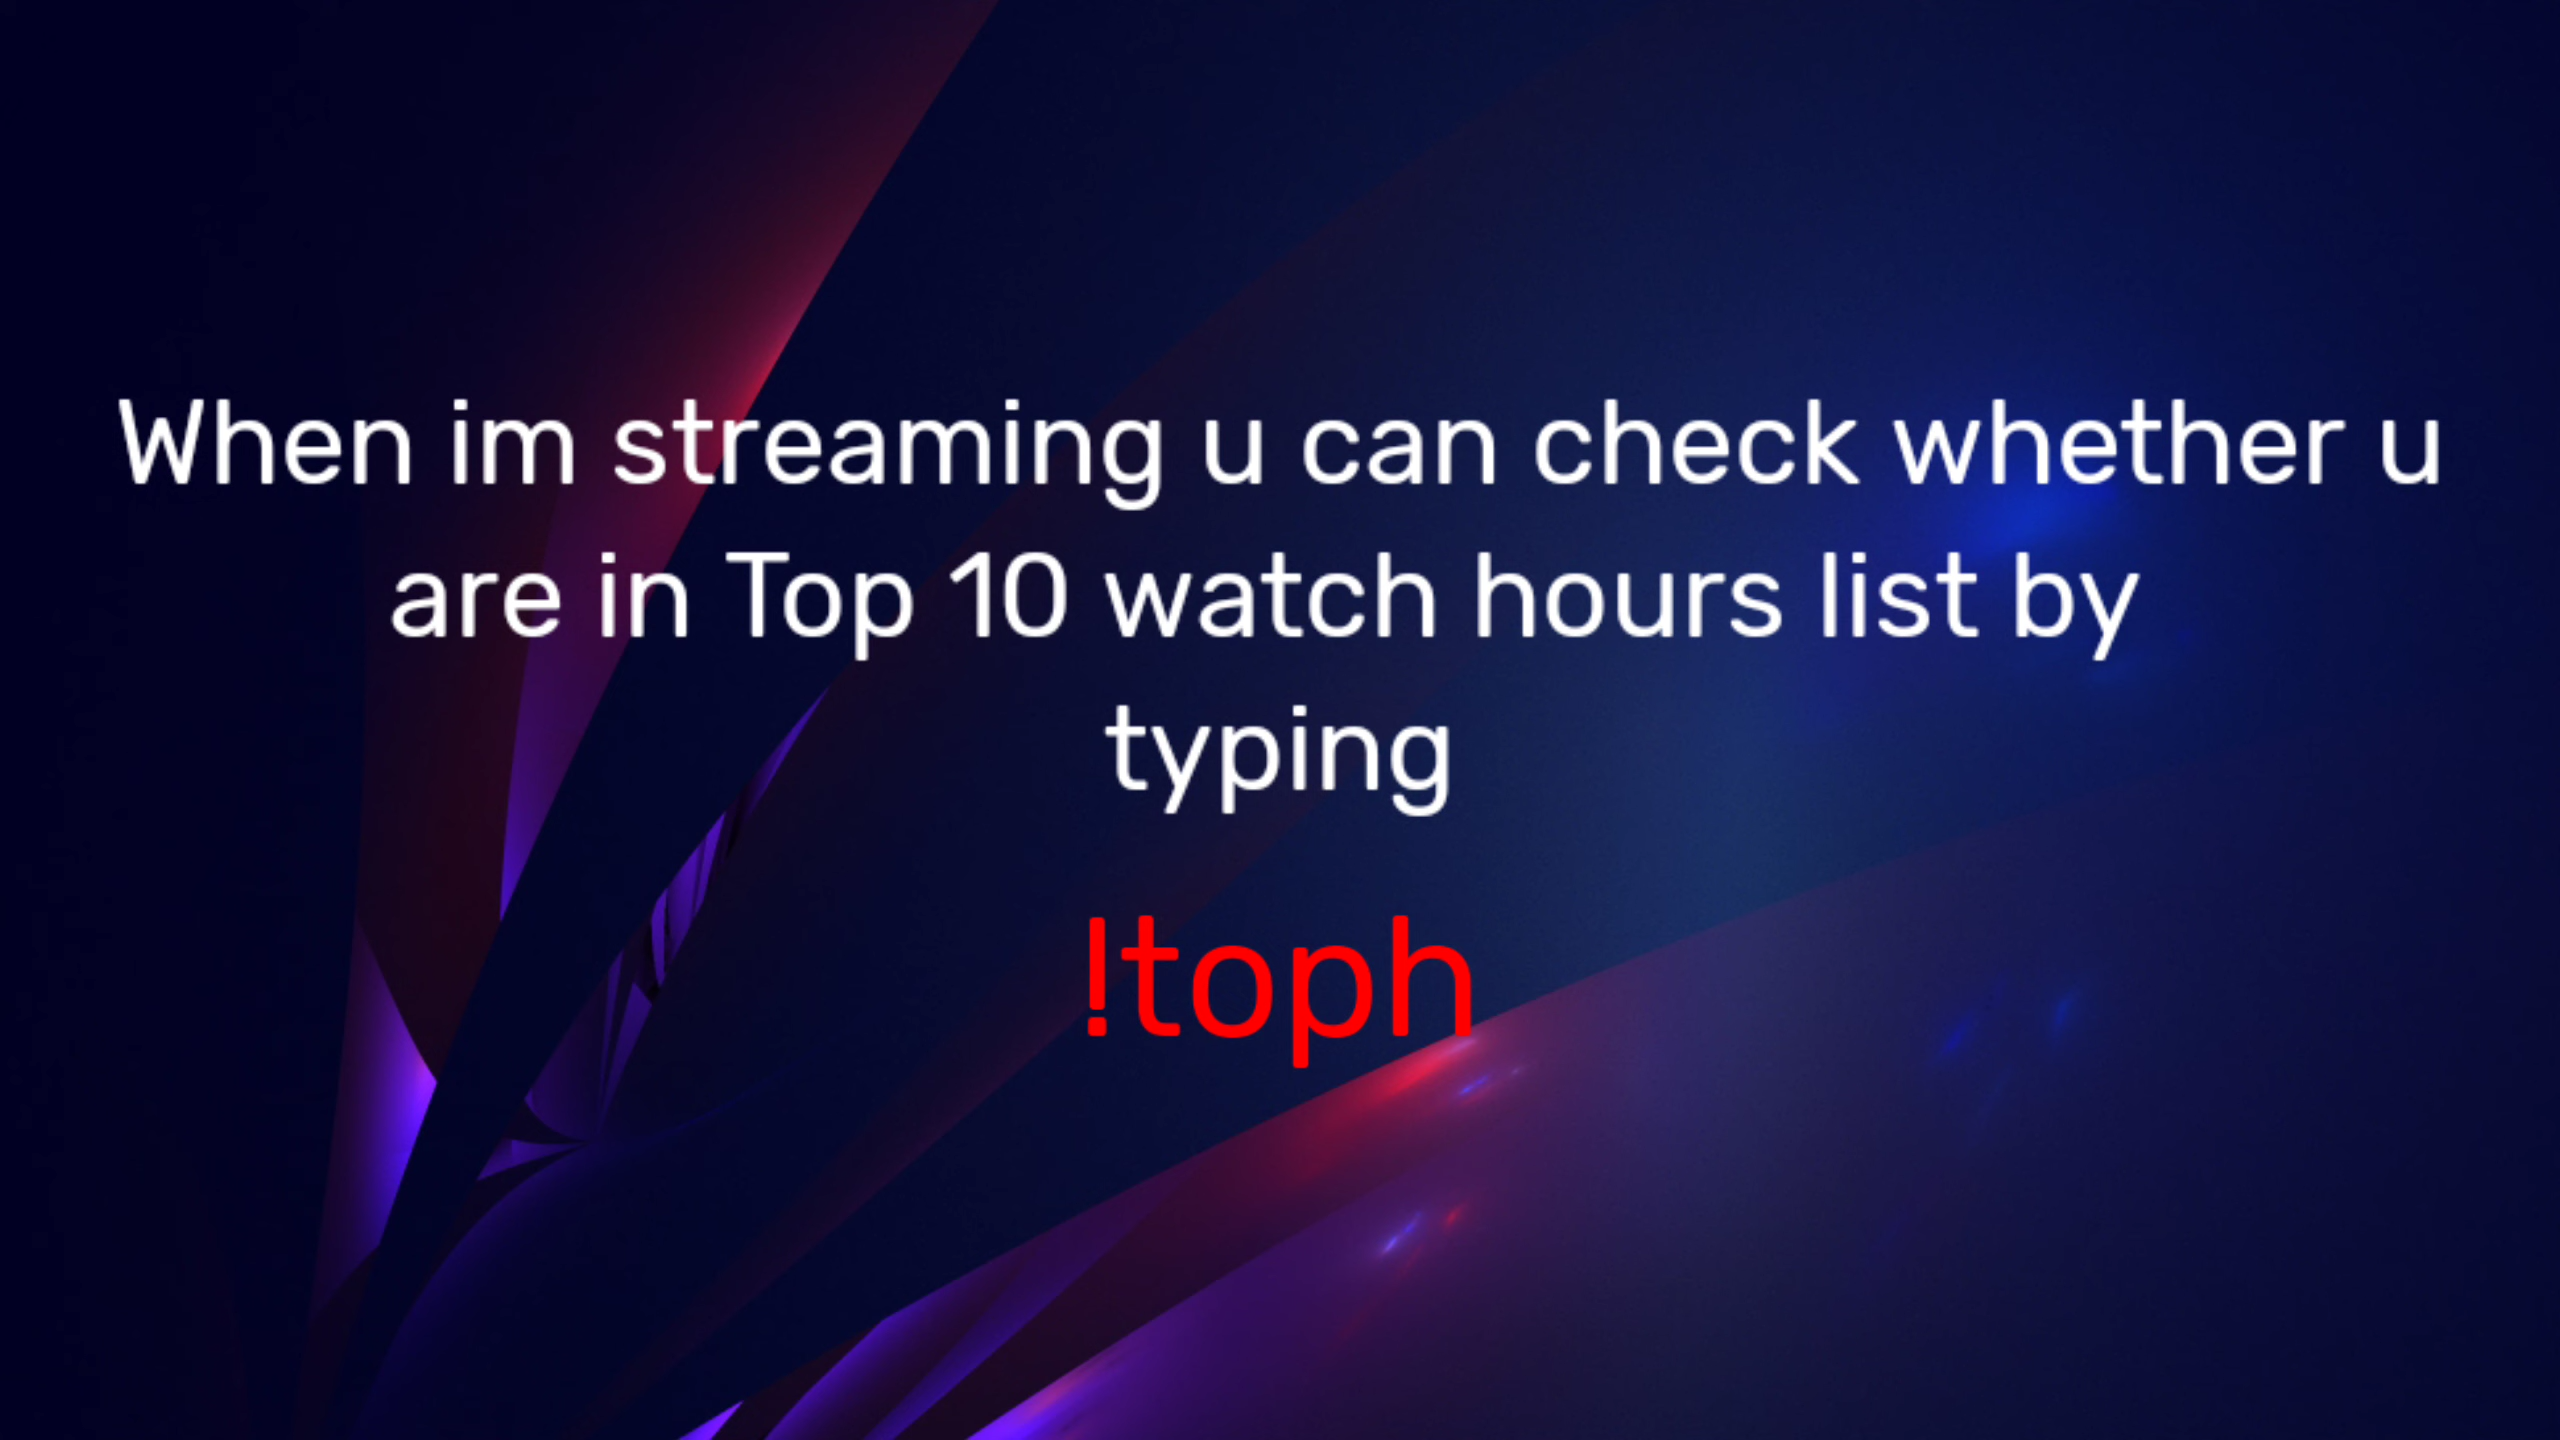 When im streaming u can check whether u
are in Top 10 watch hours list by
typing
!toph